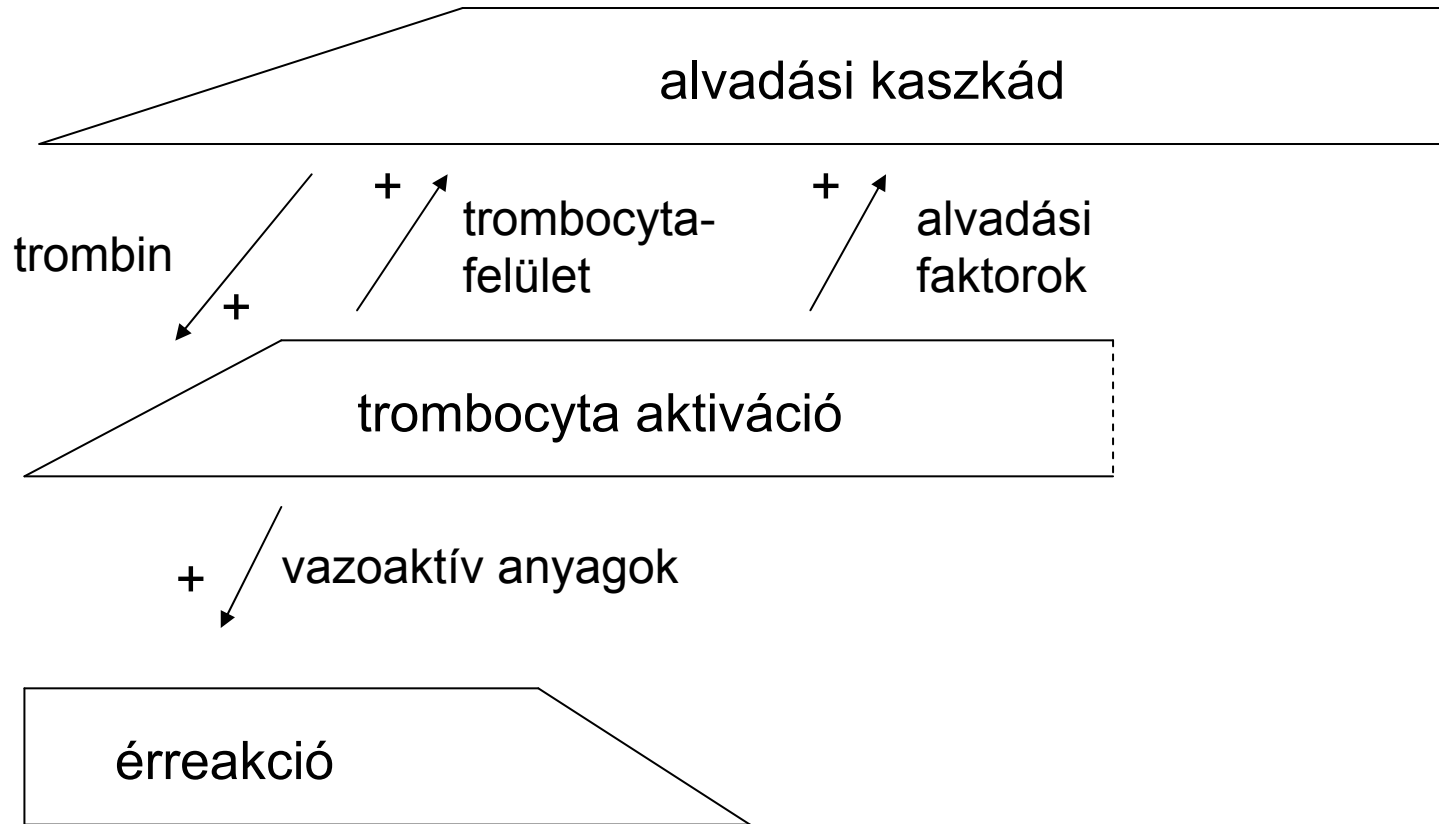 alvadási kaszkád
+
+
trombin
trombocyta-
felület
alvadási
faktorok
+
trombocyta aktiváció
+
vazoaktív anyagok
érreakció